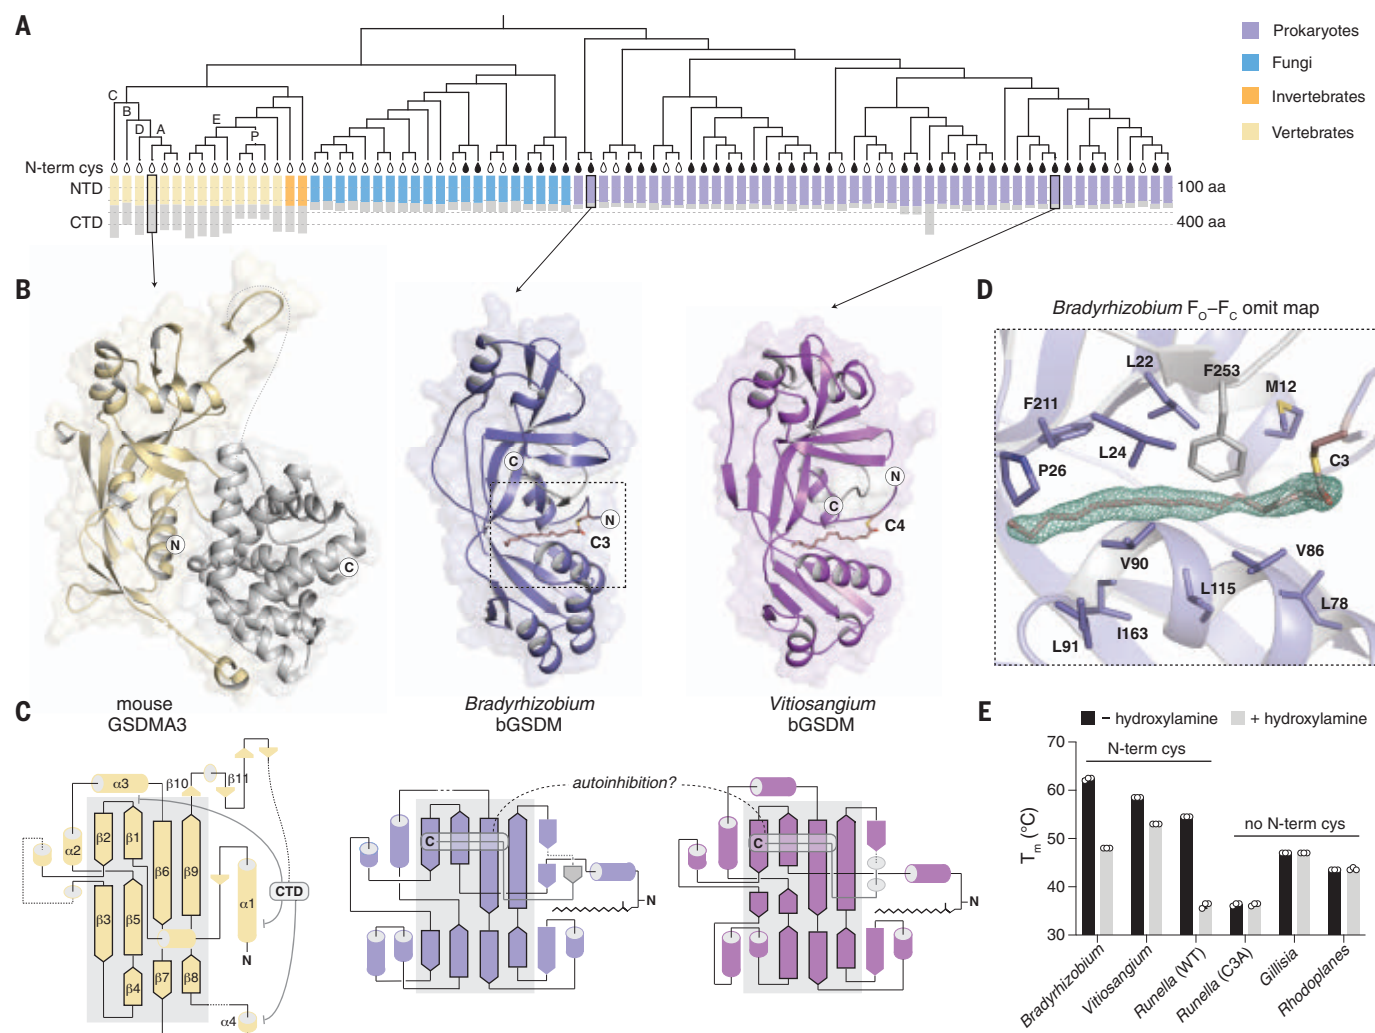 A
Prokaryotes
Fungi
Invertebrates
Vertebrates
C
B
D
A
E
P
N-term cys
NTD
CTD
100 aa
400 aa
B
N
C
C
N
C3
N
C
C4
mouse
GSDMA3
Bradyrhizobium
bGSDM
Vitiosangium
bGSDM
D
Bradyrhizobium FO–FC omit map
L22
F253
M12
F211
L24
C3
P26
V90
V86
L115
L78
L91
I163
C
α3
β10
β11
α2
β2
β1
β6
β9
CTD
β3
β5
α1
N
β4
β7
β8
α4
autoinhibition?
C
N
C
N
E
– hydroxylamine
+ hydroxylamine
N-term cys
no N-term cys
Tm (°C)
70
60
50
40
30
Bradyrhizobium
Vitiosangium
Runella (WT)
Runella (C3A)
Gillisia
Rhodoplanes